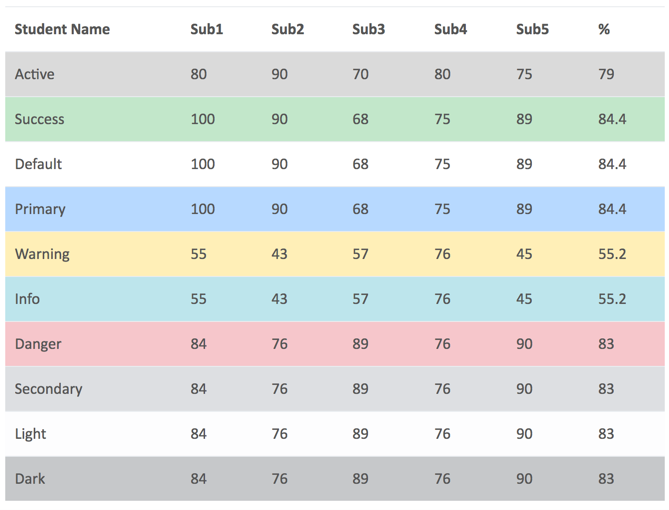 Student Name Sub1 Sub2 Sub3 Sub4 Sub5 %
Active 80 90 70 80 75 79
Success 100 90 68 75 89 84.4
Default 100 90 68 75 89 84.4
Primary 100 90 68 75 89 84.4
Warning 55 43 57 76 45 55.2
Info 55 43 57 76 45 55.2
Danger 84 76 89 76 90 83
Secondary 84 76 89 76 90 83
Light 84 76 89 76 90 83
Dark 84 76 89 76 90 83